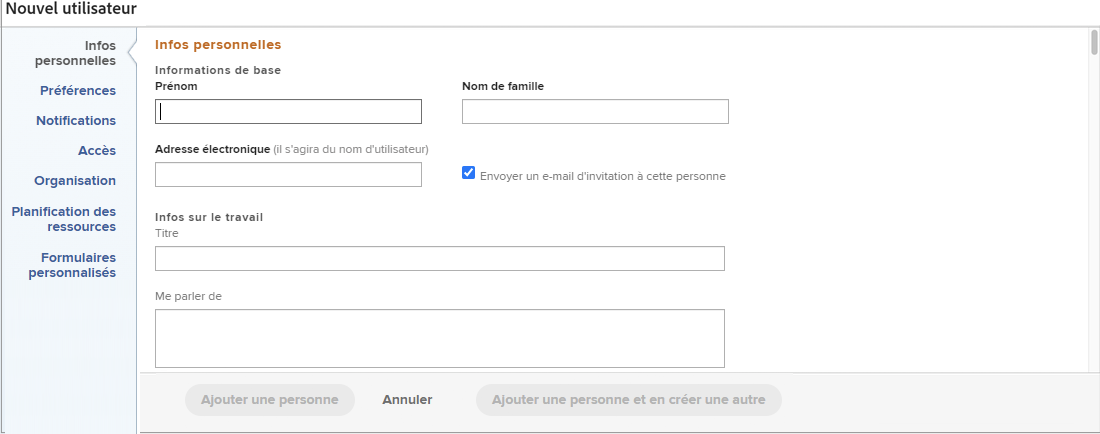 Nouvel utilisateur
Infos
personnelles
Préférences
Notifications
Accès
Organisation
Planification des
ressources
Formulaires
personnalisés
Infos personnelles
Informations de base
Prénom
Nom de famille
Adresse électronique (il s'agira du nom d'utilisateur)
Envoyer un e-mail d'invitation à cette personne
Infos sur le travail
Titre
Me parler de
Ajouter une personne
Annuler
Ajouter une personne et en créer une autre